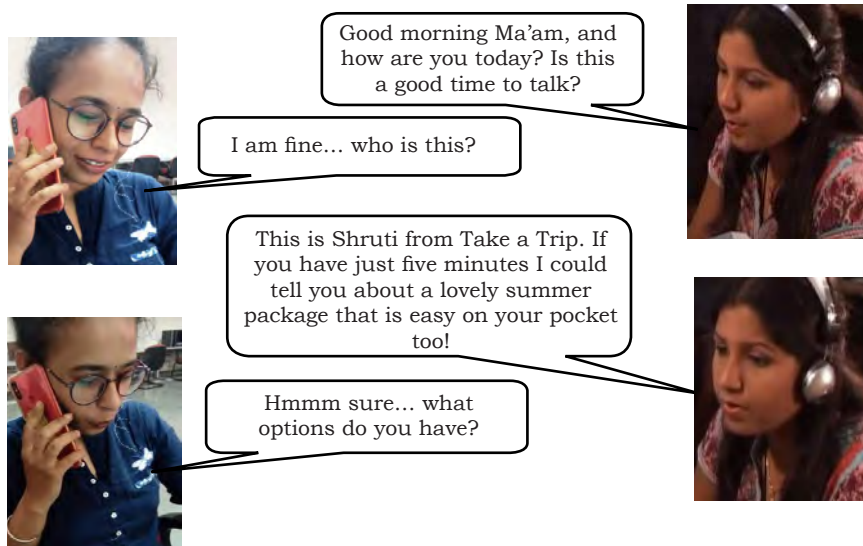 Good morning Ma’am, and
how are you today? Is this
a good time to talk?
I am fine... who is this?
This is Shruti from Take a Trip. If
you have just five minutes I could
tell you about a lovely summer
package that is easy on your pocket
too!
Hmmm sure... what
options do you have?